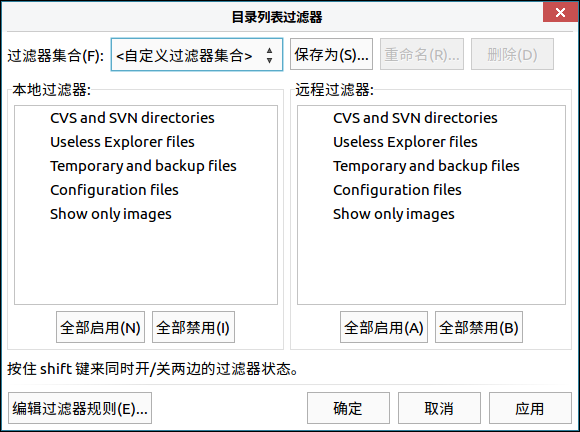 目录列表过滤器
过滤器集合(F): <自定义过滤器集合> 保存为(S)... 重命名(R)... 删除(D)
本地过滤器:
CVS and SVN directories
Useless Explorer files
Temporary and backup files
Configuration files
Show only images
全部启用(N) 全部禁用(I)
远程过滤器:
CVS and SVN directories
Useless Explorer files
Temporary and backup files
Configuration files
Show only images
全部启用(A) 全部禁用(B)
按住 shift 键来同时开/关两边的过滤器状态。
编辑过滤器规则(E)... 确定 取消 应用